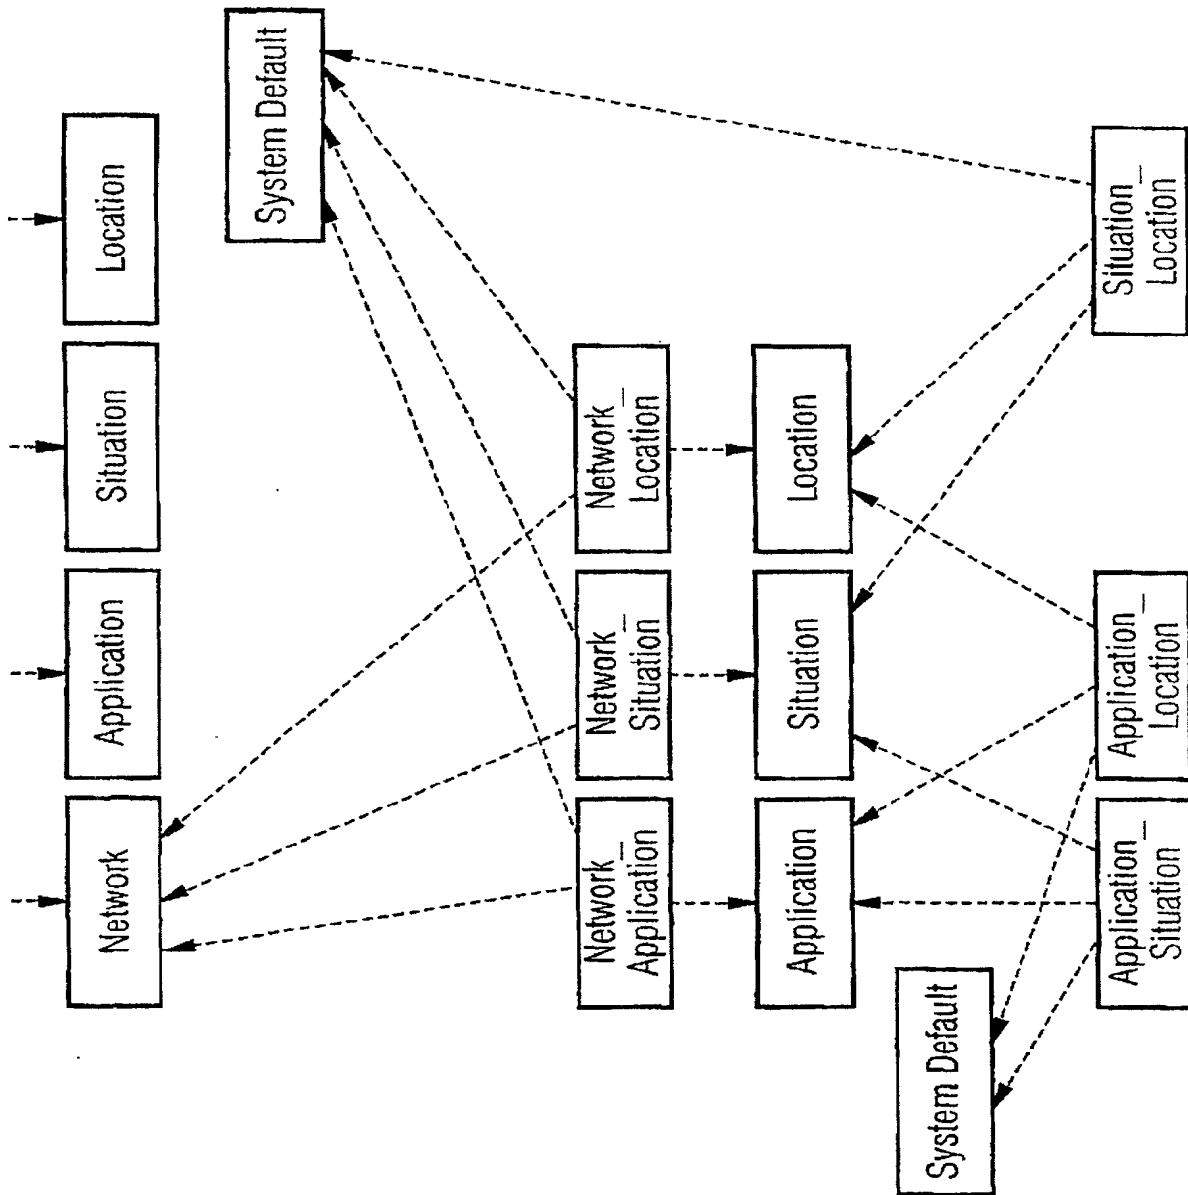 Network
Application
Situation
Location
System Default
Network_
Application
Network_
Situation
Network_
Location
Application
Situation
Location
System Default
Application_
Situation
Application_
Location
Situation_
Location